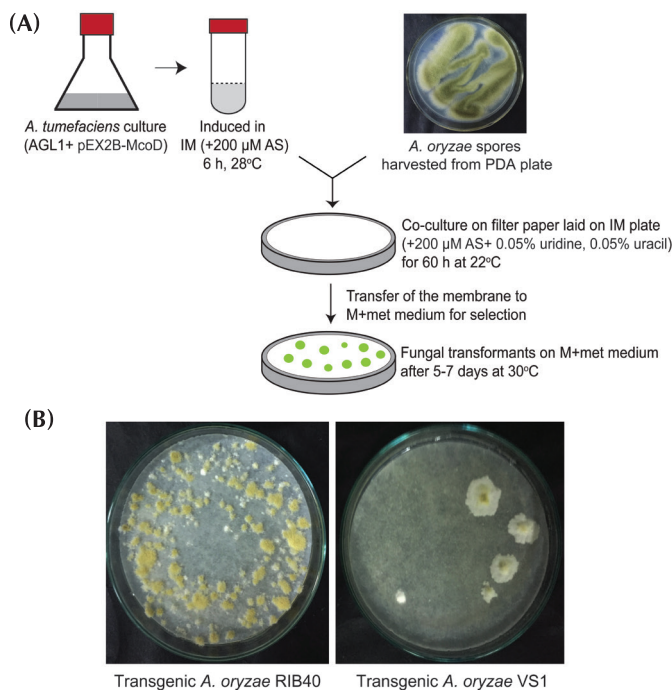 (A)
A. tumefaciens culture
(AGL1+ pEX2B-McoD)
Induced in
IM (+200 µM AS)
6 h, 28ºC
A. oryzae spores
harvested from PDA plate
Co-culture on filter paper laid on IM plate
(+200 µM AS+ 0.05% uridine, 0.05% uracil)
for 60 h at 22ºC
Transfer of the membrane to
M+met medium for selection
Fungal transformants on M+met medium
after 5-7 days at 30ºC
(B)
Transgenic A. oryzae RIB40
Transgenic A. oryzae VS1